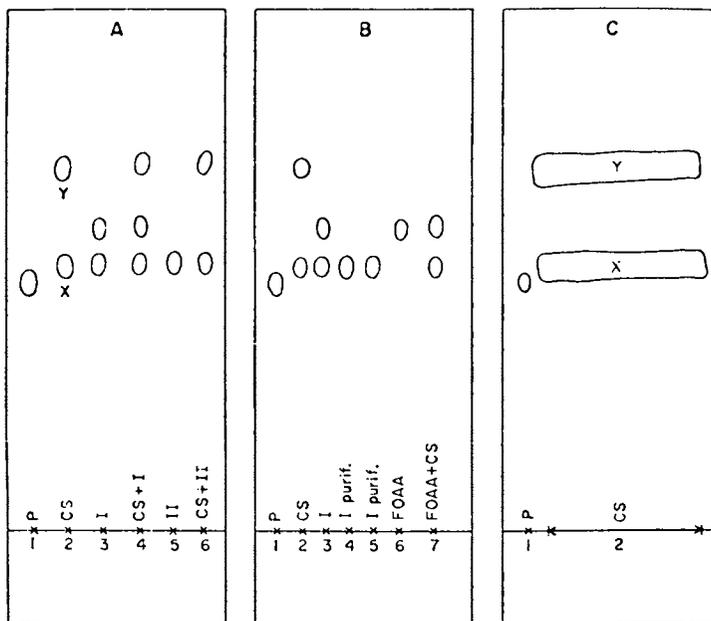 A
Y
X
P
CS
I
CS+I
II
CS+II
1 2 3 4 5 6
B
P
CS
I
I purif.
I purif.
FOAA
FOAA+CS
1 2 3 4 5 6 7
C
Y
X
P
CS
1 2